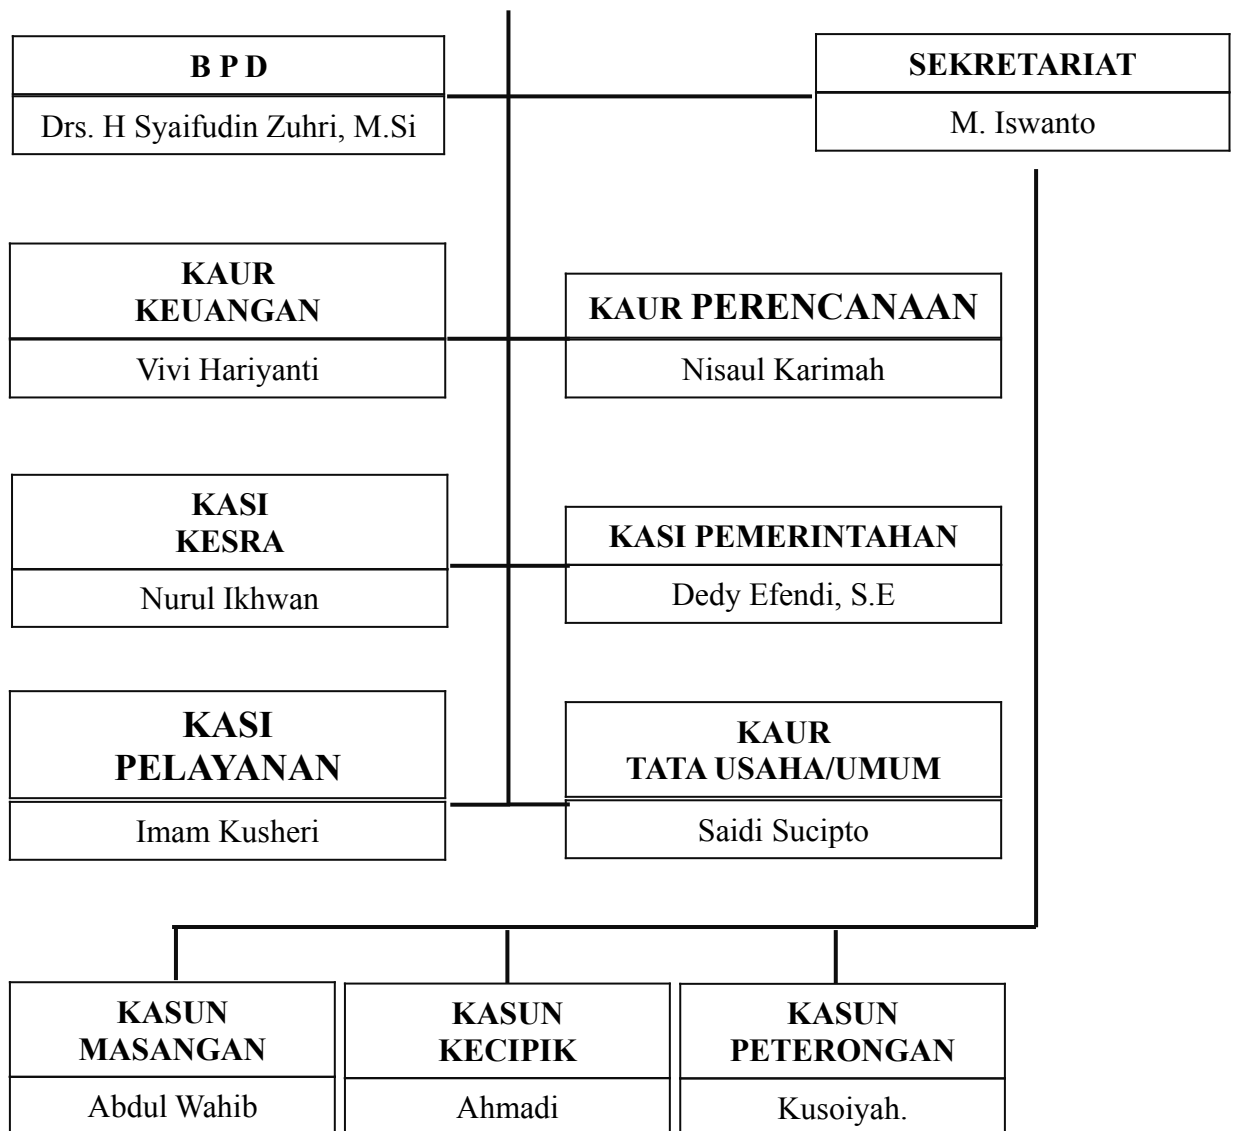 B P D
Drs. H Syaifudin Zuhri, M.Si
SEKRETARIAT
M. Iswanto
KAUR
KEUANGAN
Vivi Hariyanti
KAUR PERENCANAAN
Nisaul Karimah
KASI
KESRA
Nurul Ikhwan
KASI PEMERINTAHAN
Dedy Efendi, S.E
KASI
PELAYANAN
Imam Kusheri
KAUR
TATA USAHA/UMUM
Saidi Sucipto
KASUN
MASANGAN
Abdul Wahib
KASUN
KECIPIK
Ahmadi
KASUN
PETERONGAN
Kusoiyah.